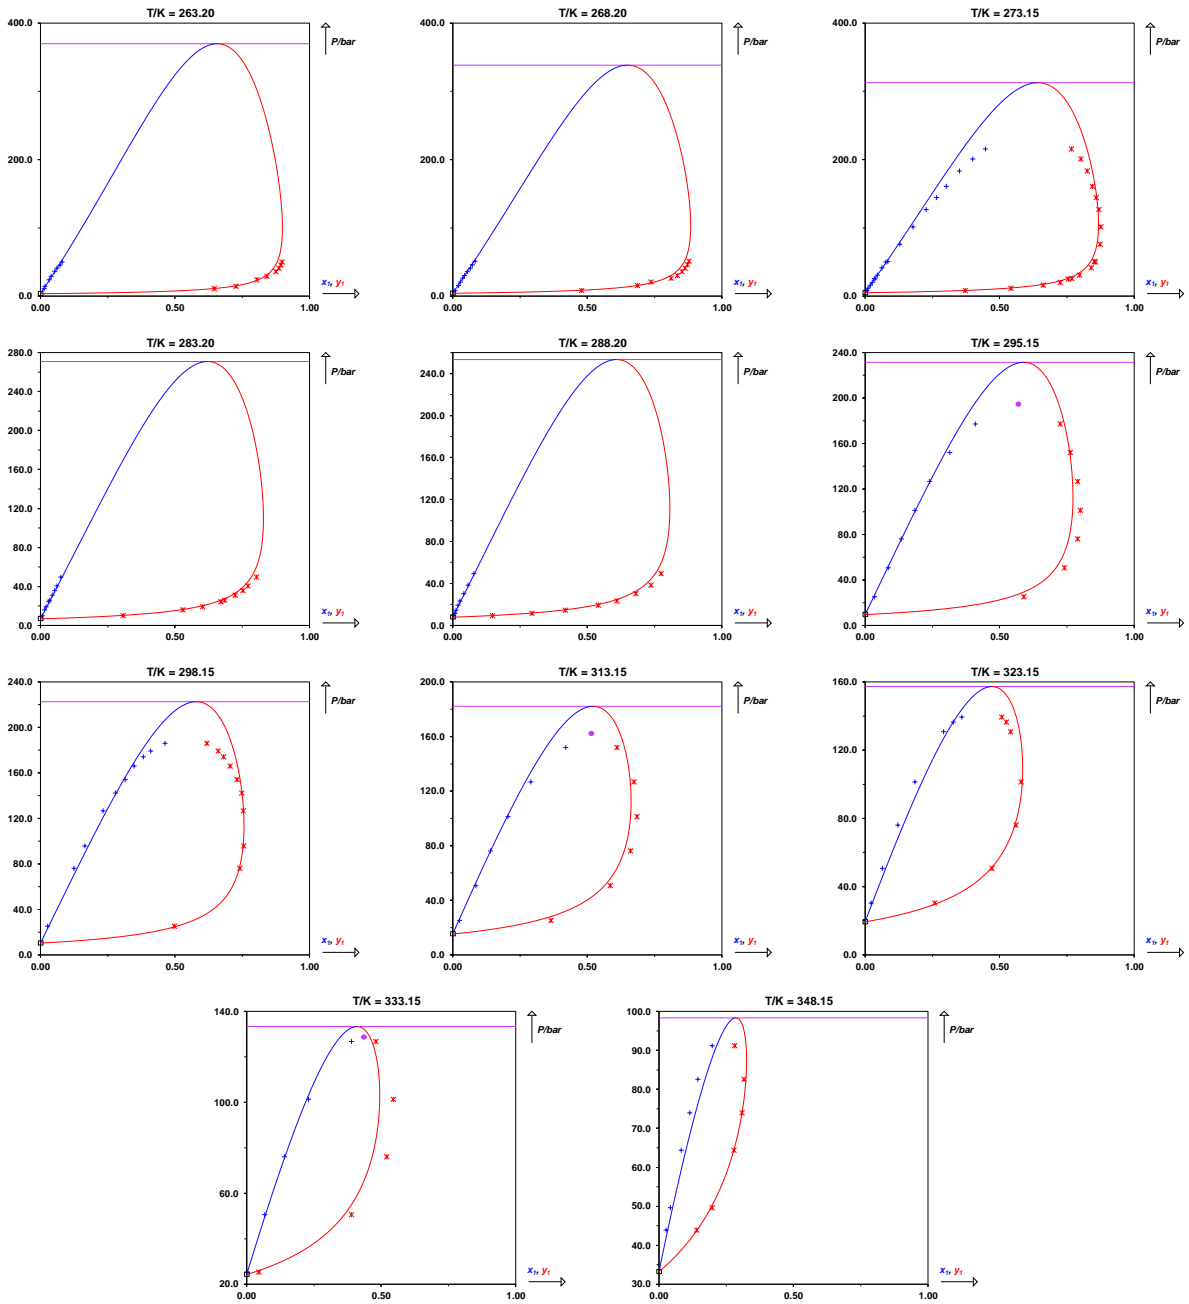 T/K = 263.20
400.0
P/bar
200.0
0.0
0.00
0.50
1.00
x1, y1
T/K = 268.20
400.0
P/bar
200.0
0.0
0.00
0.50
1.00
x1, y1
T/K = 273.15
400.0
P/bar
200.0
0.0
0.00
0.50
1.00
x1, y1
T/K = 283.20
280.0
P/bar
240.0
200.0
160.0
120.0
80.0
40.0
0.0
0.00
0.50
1.00
x1, y1
T/K = 288.20
P/bar
240.0
200.0
160.0
120.0
80.0
40.0
0.0
0.00
0.50
1.00
x1, y1
T/K = 295.15
240.0
P/bar
200.0
160.0
120.0
80.0
40.0
0.0
0.00
0.50
1.00
x1, y1
T/K = 298.15
240.0
P/bar
200.0
160.0
120.0
80.0
40.0
0.0
0.00
0.50
1.00
x1, y1
T/K = 313.15
200.0
P/bar
160.0
120.0
80.0
40.0
0.0
0.00
0.50
1.00
x1, y1
T/K = 323.15
160.0
P/bar
120.0
80.0
40.0
0.0
0.00
0.50
1.00
x1, y1
T/K = 333.15
140.0
P/bar
100.0
60.0
20.0
0.00
0.50
1.00
x1, y1
T/K = 348.15
100.0
P/bar
90.0
80.0
70.0
60.0
50.0
40.0
30.0
0.00
0.50
1.00
x1, y1